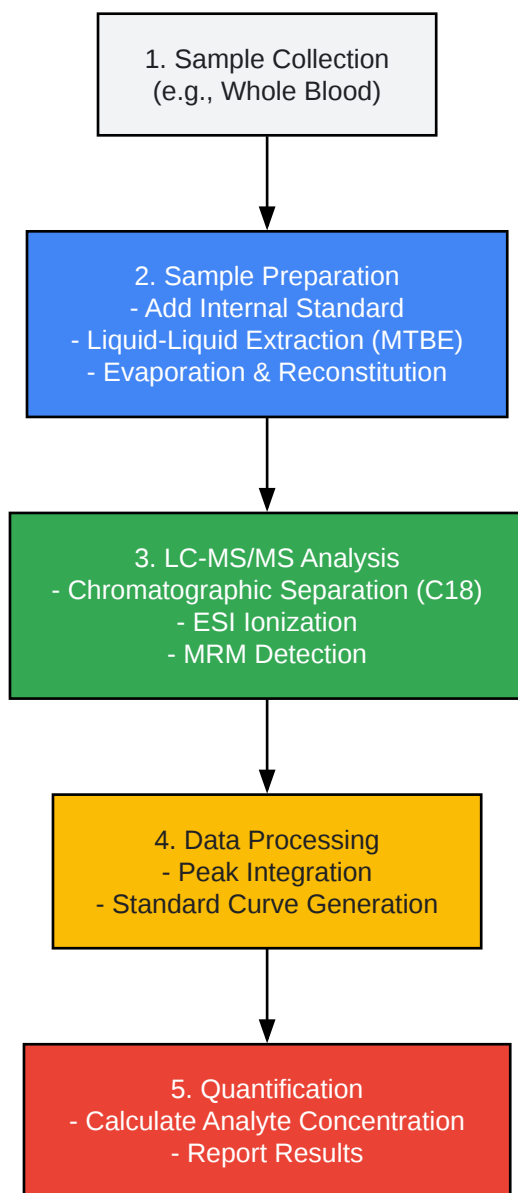 1. Sample Collection
(e.g., Whole Blood)
2. Sample Preparation
- Add Internal Standard
- Liquid-Liquid Extraction (MTBE)
- Evaporation & Reconstitution
3. LC-MS/MS Analysis
- Chromatographic Separation (C18)
- ESI Ionization
- MRM Detection
4. Data Processing
- Peak Integration
- Standard Curve Generation
5. Quantification
- Calculate Analyte Concentration
- Report Results